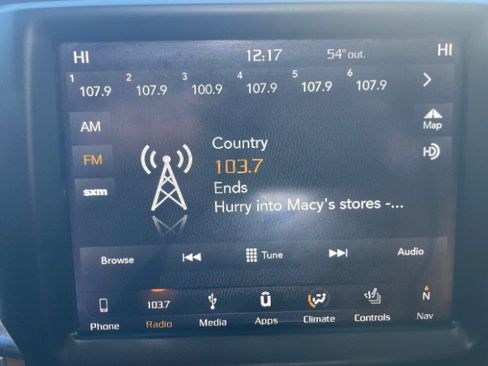 HI 12:17 54° out. HI
1 2 3 4 5 6
107.9 107.9 100.9 107.9 107.9 107.9
AM
Map
Country
FM
103.7
HD
Ends
sxm
Hurry into Macy's stores -...
Browse Tune Audio
103.7 N
Phone Radio Media Apps Climate Controls Nav